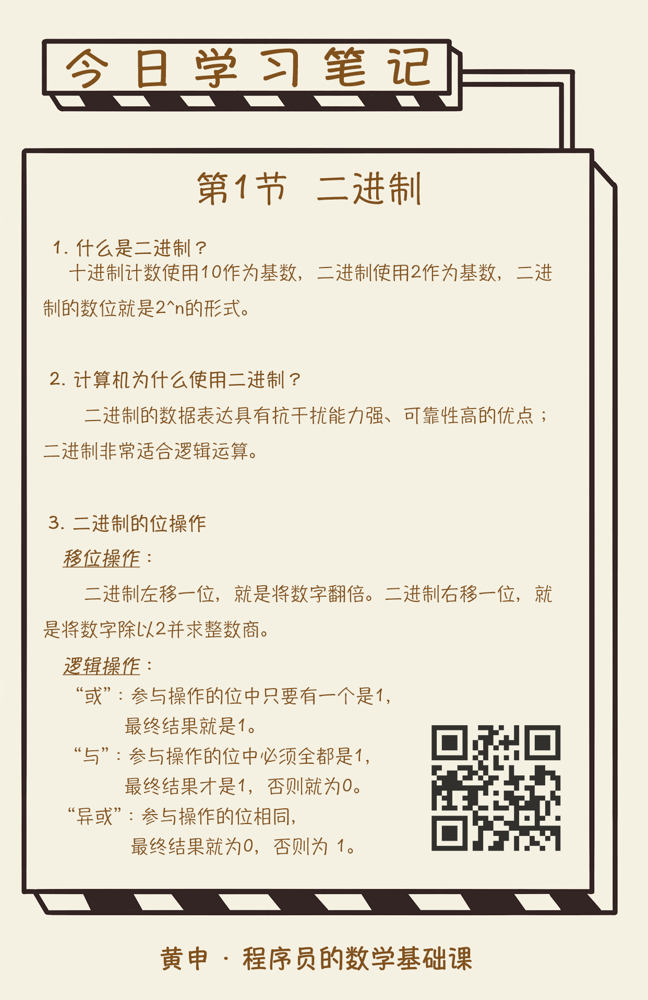 今日学习笔记
第1节 二进制
1. 什么是二进制？
十进制计数使用10作为基数，二进制使用2作为基数，二进
制的数位就是2^n的形式。
2. 计算机为什么使用二进制？
二进制的数据表达具有抗干扰能力强、可靠性高的优点；
二进制非常适合逻辑运算。
3. 二进制的位操作
移位操作：
二进制左移一位，就是将数字翻倍。二进制右移一位，就
是将数字除以2并求整数商。
逻辑操作：
“或”：参与操作的位中只要有一个是1，
最终结果就是1。
“与”：参与操作的位中必须全都是1，
最终结果才是1，否则就为0。
“异或”：参与操作的位相同，
最终结果就为0，否则为 1。
黄申 · 程序员的数学基础课